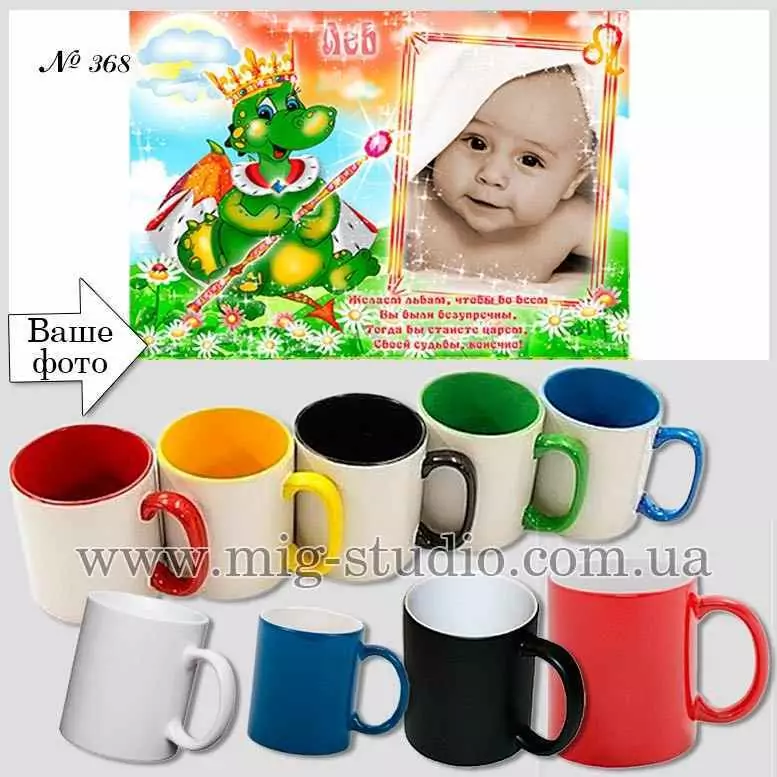 № 368
Лев
Желаем львам, чтобы во всем
Вы были безупречны,
Тогда вы станете царем,
Своей судьбы, конечно!
Ваше
фото
www.mig-studio.com.ua